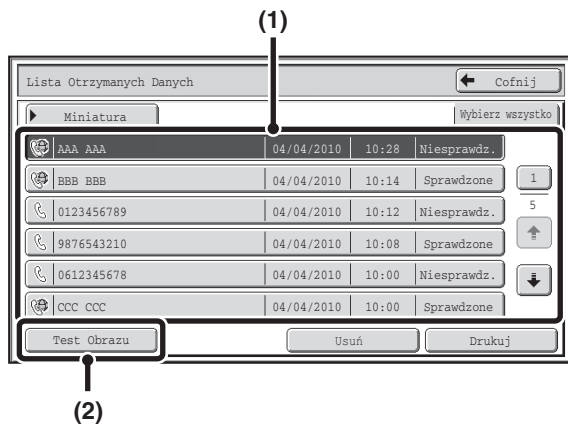 (1)
Lista Otrzymanych Danych
Cofnij
Miniatura
Wybierz wszystko
AAA AAA 04/04/2010 10:28 Niesprawdz.
BBB BBB 04/04/2010 10:14 Sprawdzone
0123456789 04/04/2010 10:12 Niesprawdz.
9876543210 04/04/2010 10:08 Sprawdzone
0612345678 04/04/2010 10:00 Niesprawdz.
CCC CCC 04/04/2010 10:00 Sprawdzone
1
5
Test Obrazu
Usuń
Drukuj
(2)